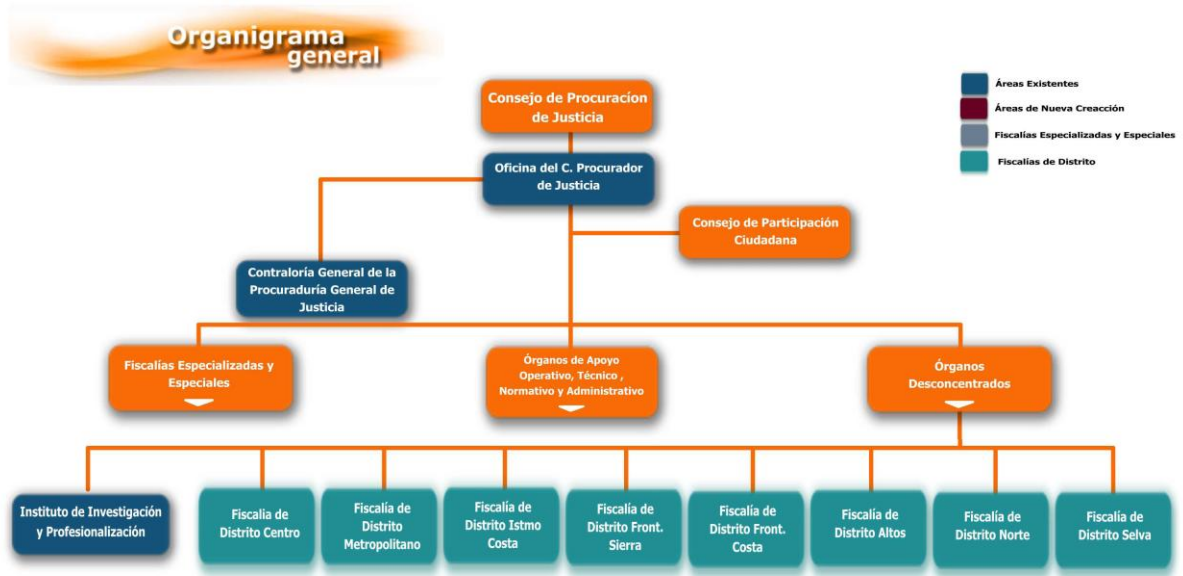 Organigrama
general
Consejo de Procuracion
de Justicia
Áreas Existentes
Áreas de Nueva Creacción
Fiscalías Especializadas y Especiales
Fiscalías de Distrito
Oficina del C. Procurador
de Justicia
Consejo de Participación
Ciudadana
Contraloría General de la
Procuraduría General de
Justicia
Fiscalías Especializadas y
Especiales
Órganos de Apoyo
Operativo, Técnico ,
Normativo y Administrativo
Órganos
Desconcentrados
Instituto de Investigación
y Profesionalización
Fiscalia de
Distrito Centro
Fiscalía de
Distrito
Metropolitano
Fiscalía de
Distrito Istmo
Costa
Fiscalía de
Distrito Front.
Sierra
Fiscalía de
Distrito Front.
Costa
Fiscalía de
Distrito Altos
Fiscalía de
Distrito Norte
Fiscalía de
Distrito Selva